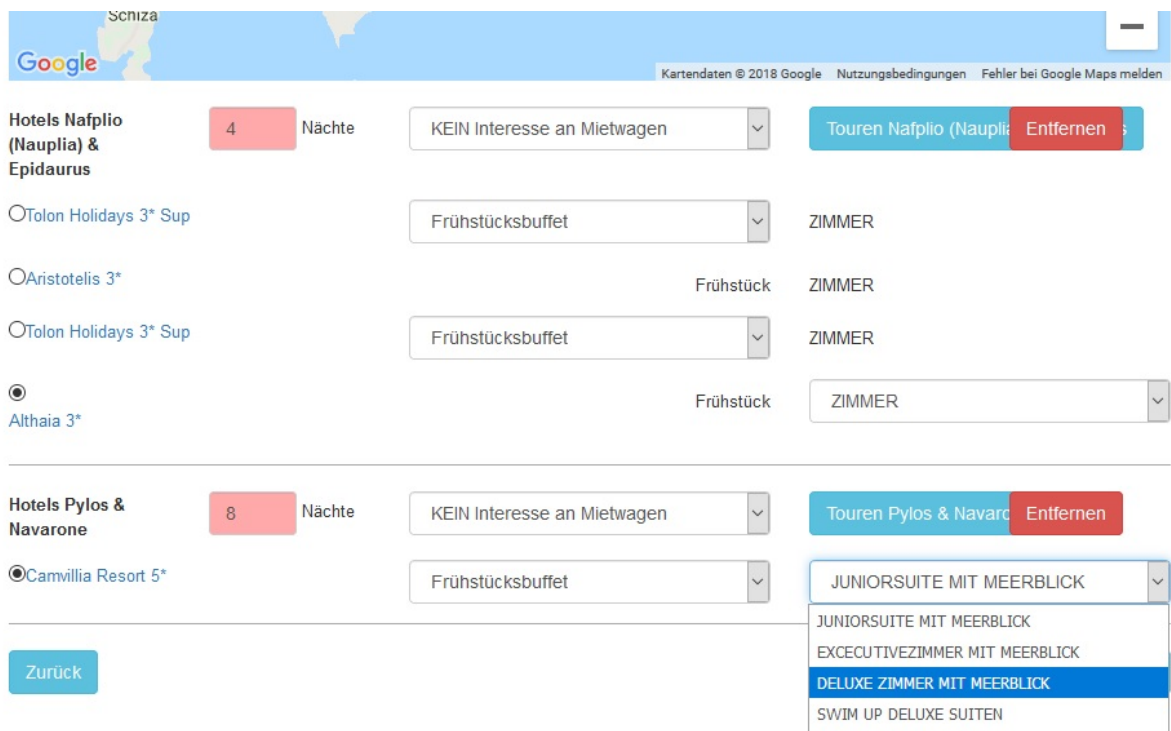 Schiza
Google
Kartendaten © 2018 Google Nutzungsbedingungen Fehler bei Google Maps melden
Hotels Nafplio
(Nauplia) &
Epidaurus
4 Nächte
KEIN Interesse an Mietwagen
Touren Nafplio (Nauplia
Entfernen
s
Tolon Holidays 3* Sup
Frühstücksbuffet
ZIMMER
Aristotelis 3*
Frühstück
ZIMMER
Tolon Holidays 3* Sup
Frühstücksbuffet
ZIMMER
Althaia 3*
Frühstück
ZIMMER
Hotels Pylos &
Navarone
8 Nächte
KEIN Interesse an Mietwagen
Touren Pylos & Navaro
Entfernen
Camvillia Resort 5*
Frühstücksbuffet
JUNIORSUITE MIT MEERBLICK
JUNIORSUITE MIT MEERBLICK
EXCECUTIVEZIMMER MIT MEERBLICK
DELUXE ZIMMER MIT MEERBLICK
SWIM UP DELUXE SUITEN
Zurück